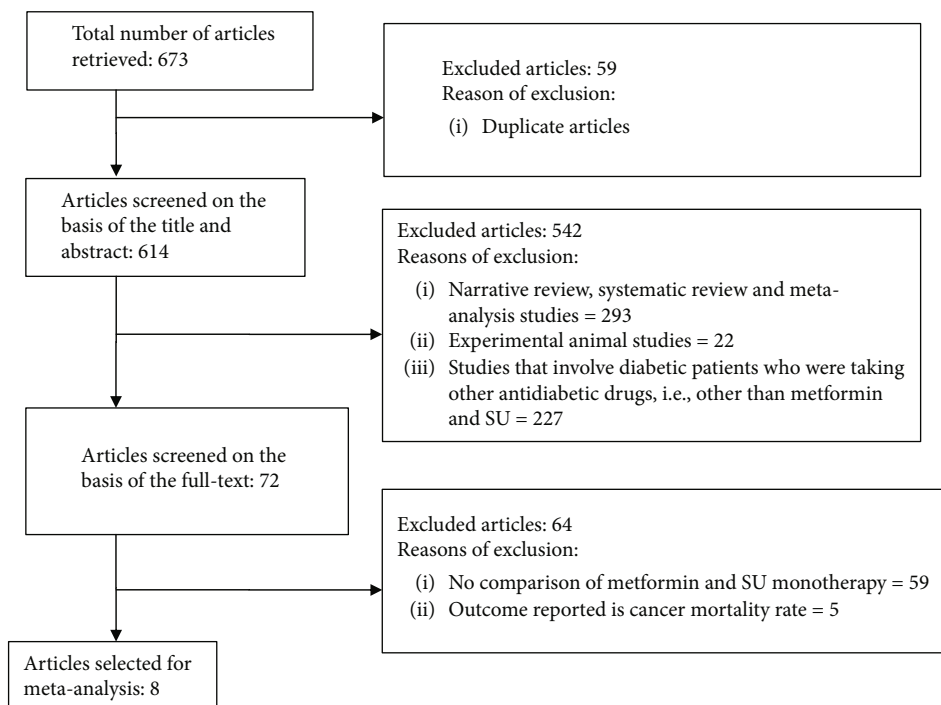 Total number of articles
retrieved: 673
Excluded articles: 59
Reason of exclusion:
(i) Duplicate articles
Articles screened on the
basis of the title and
abstract: 614
Excluded articles: 542
Reasons of exclusion:
(i) Narrative review, systematic review and meta-
analysis studies = 293
(ii) Experimental animal studies = 22
(iii) Studies that involve diabetic patients who were taking
other antidiabetic drugs, i.e., other than metformin
and SU = 227
Articles screened on the
basis of the full-text: 72
Excluded articles: 64
Reasons of exclusion:
(i) No comparison of metformin and SU monotherapy = 59
(ii) Outcome reported is cancer mortality rate = 5
Articles selected for
meta-analysis: 8